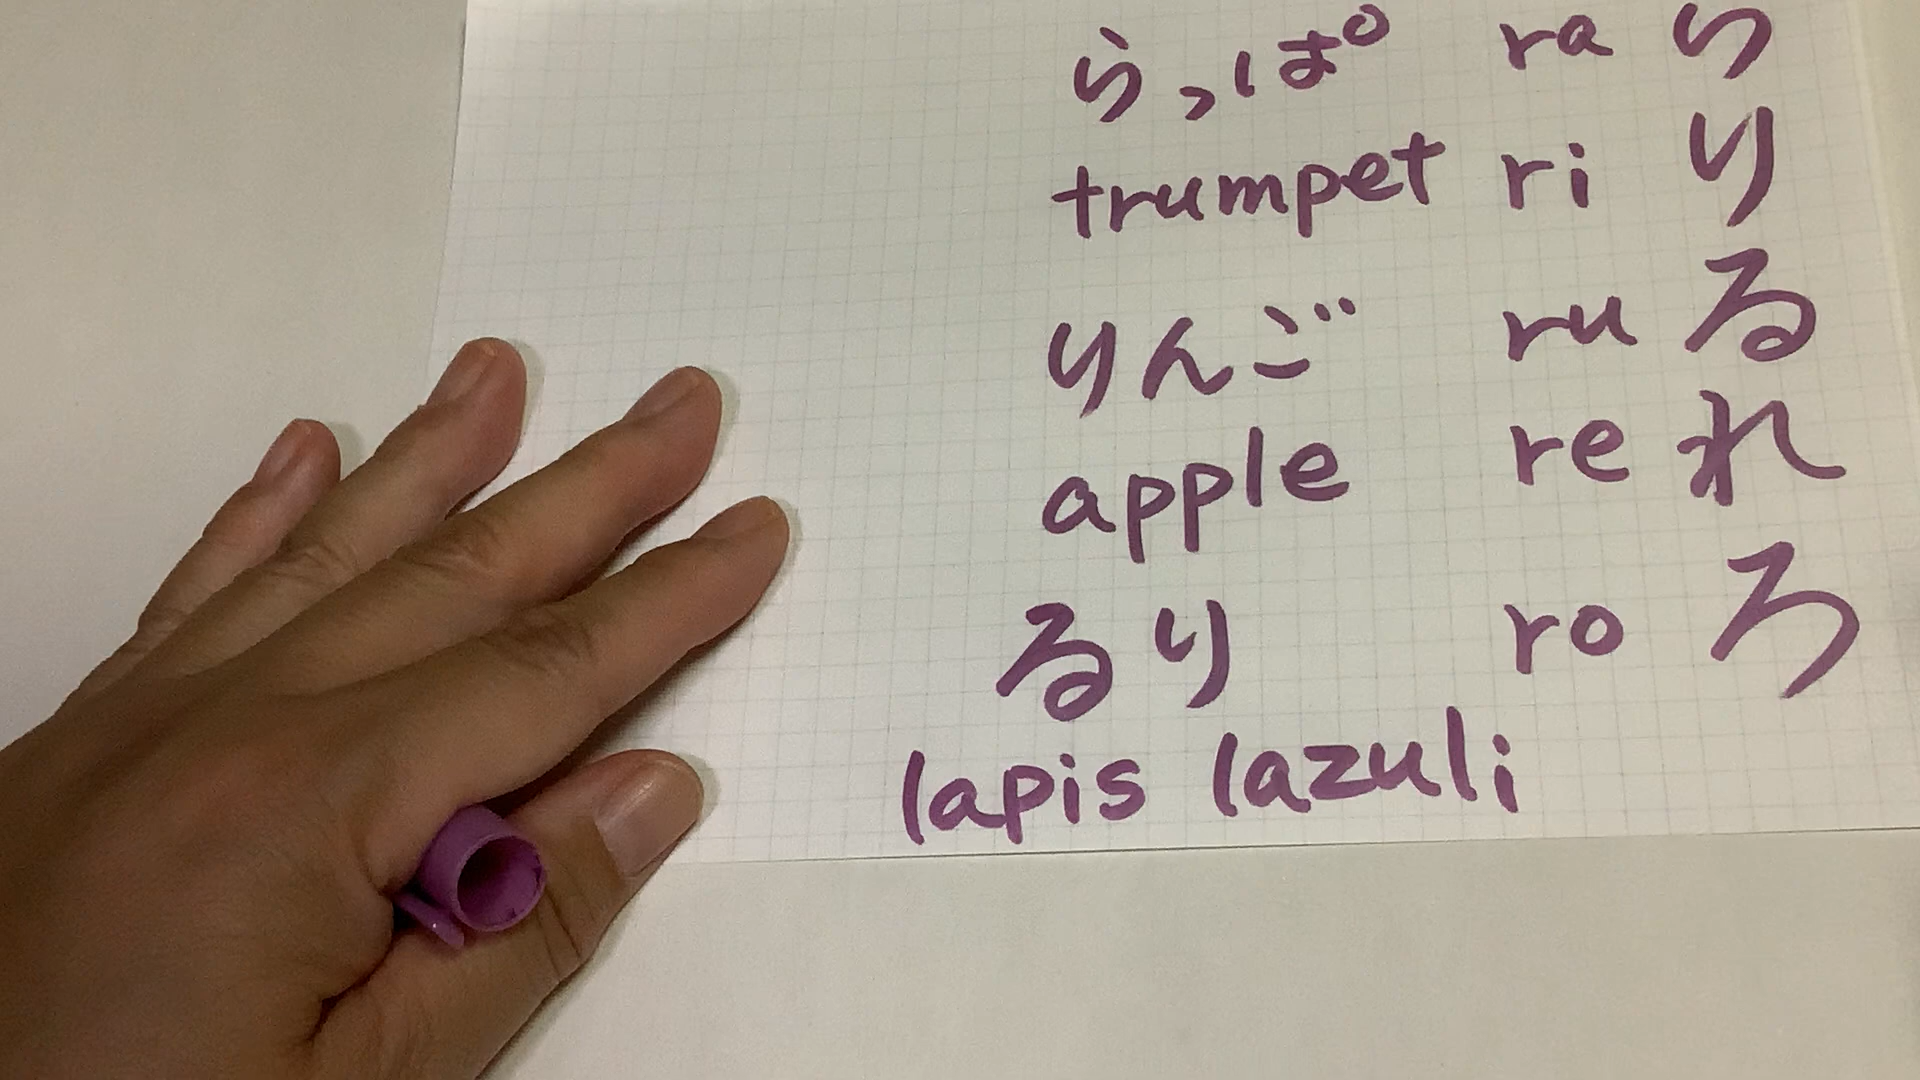 らっぱ ra ら
trumpet ri り
りんご ru る
apple re れ
るり ro ろ
lapis lazuli